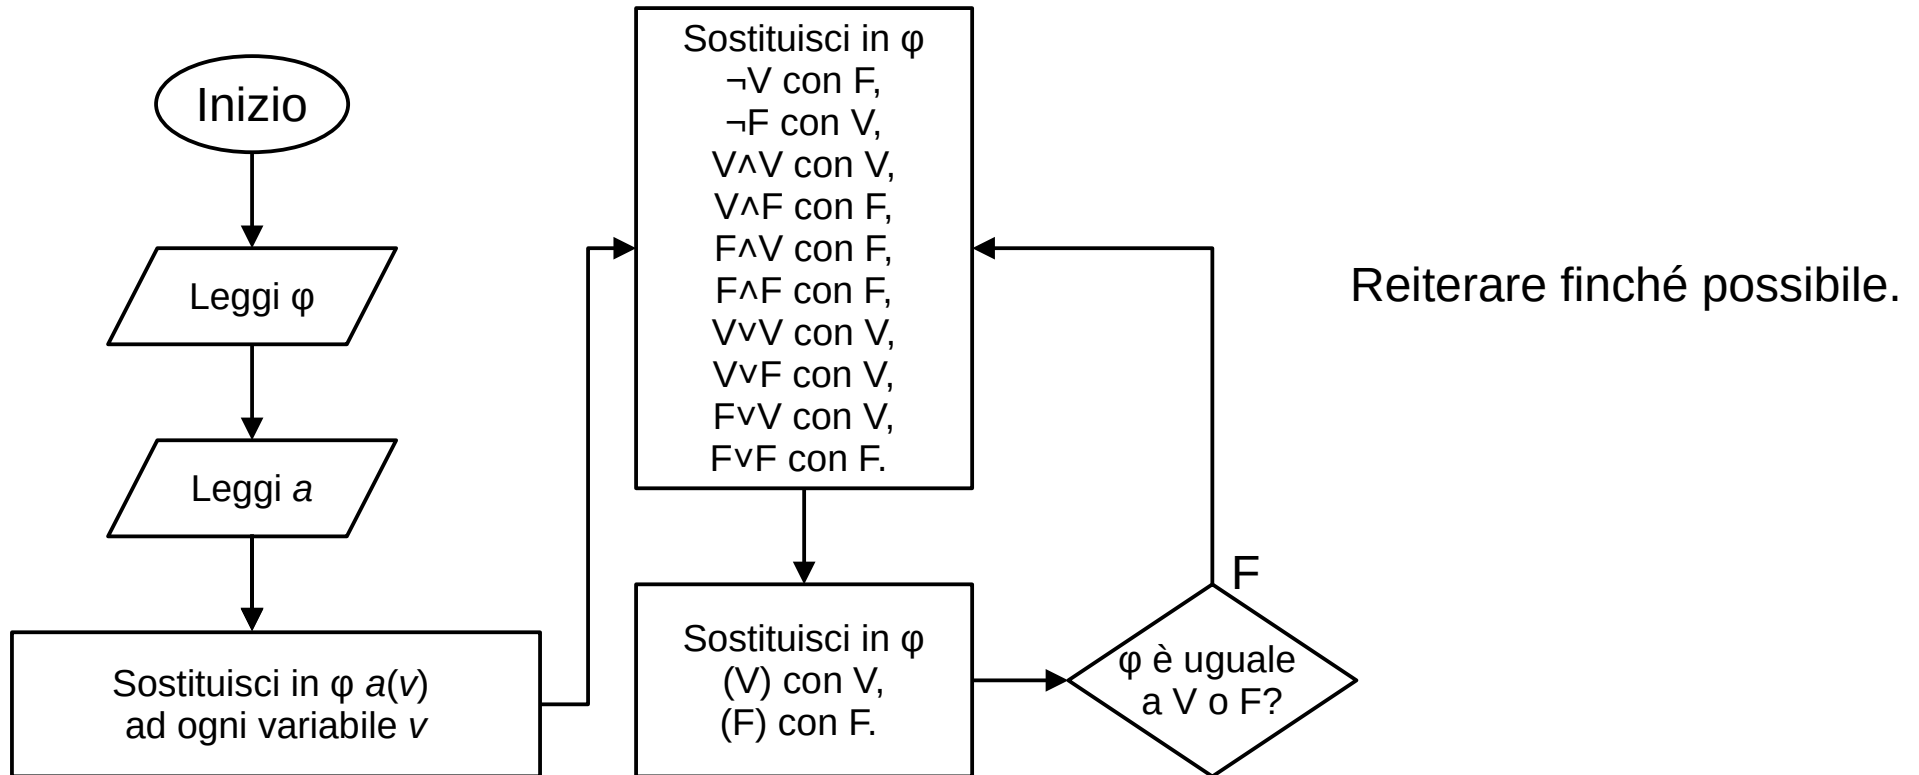 Inizio
Leggi φ
Leggi a
Sostituisci in φ a(v)
ad ogni variabile v
Sostituisci in φ
¬V con F,
¬F con V,
V∧V con V,
V∧F con F,
F∧V con F,
F∧F con F,
V∨V con V,
V∨F con V,
F∨V con V,
F∨F con F.
Sostituisci in φ
(V) con V,
(F) con F.
φ è uguale
a V o F?
F
Reiterare finché possibile.